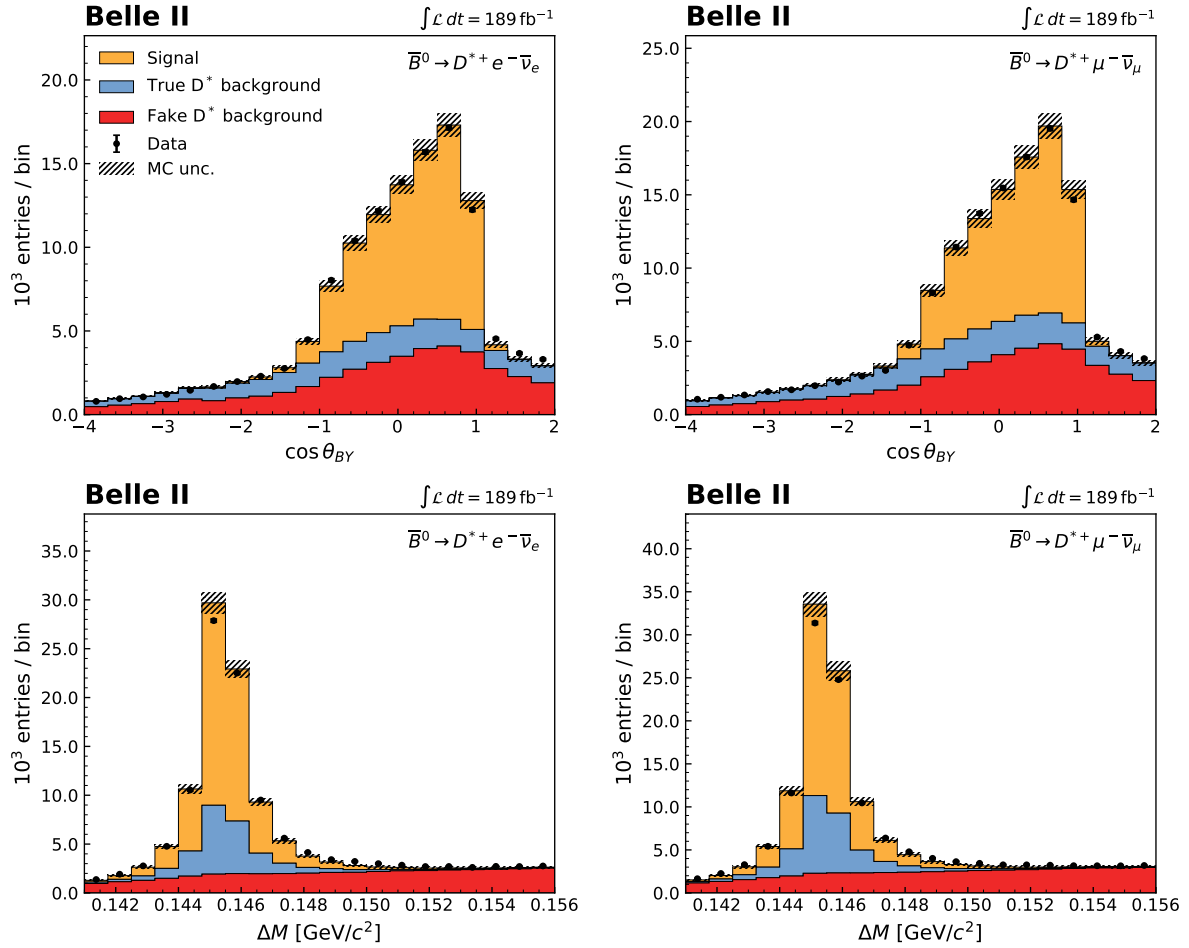 Belle II
∫ℒ dt = 189 fb⁻¹
B̅⁰ → D*⁺ e⁻ ν̅ₑ
Signal
True D* background
Fake D* background
Data
MC unc.
10³ entries / bin
20.0
15.0
10.0
5.0
0.0
−4 −3 −2 −1 0 1 2
cos θ_BY
Belle II
∫ℒ dt = 189 fb⁻¹
B̅⁰ → D*⁺ μ⁻ ν̅_μ
10³ entries / bin
25.0
20.0
15.0
10.0
5.0
0.0
−4 −3 −2 −1 0 1 2
cos θ_BY
Belle II
∫ℒ dt = 189 fb⁻¹
B̅⁰ → D*⁺ e⁻ ν̅ₑ
10³ entries / bin
35.0
30.0
25.0
20.0
15.0
10.0
5.0
0.0
0.142 0.144 0.146 0.148 0.150 0.152 0.154 0.156
ΔM [GeV/c²]
Belle II
∫ℒ dt = 189 fb⁻¹
B̅⁰ → D*⁺ μ⁻ ν̅_μ
10³ entries / bin
40.0
35.0
30.0
25.0
20.0
15.0
10.0
5.0
0.0
0.142 0.144 0.146 0.148 0.150 0.152 0.154 0.156
ΔM [GeV/c²]